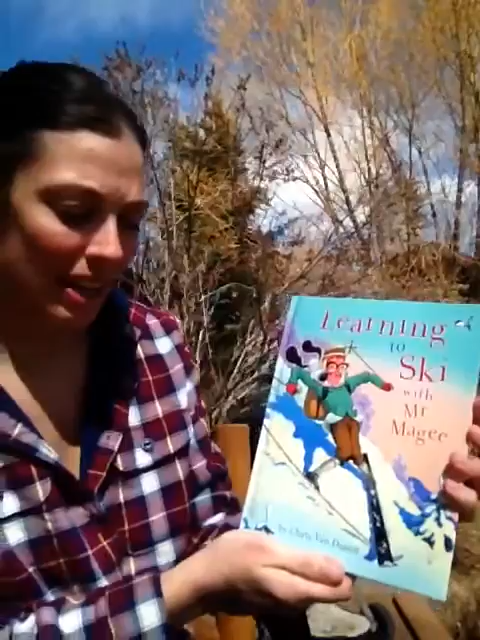 Learning
to
Ski
with
Mr
Magee
by Chris Van Dusen